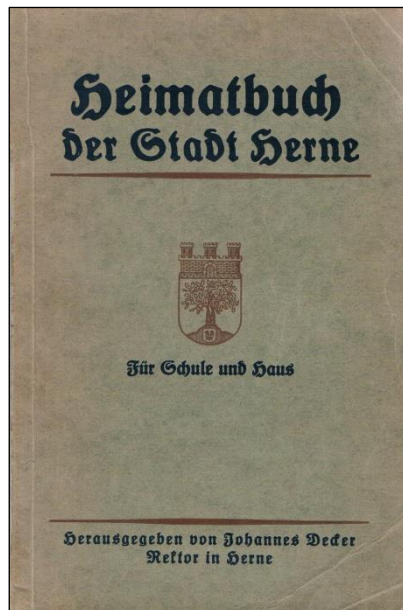 Heimatbuch
der Stadt Herne
Für Schule und Haus
Herausgegeben von Johannes Decker
Rektor in Herne